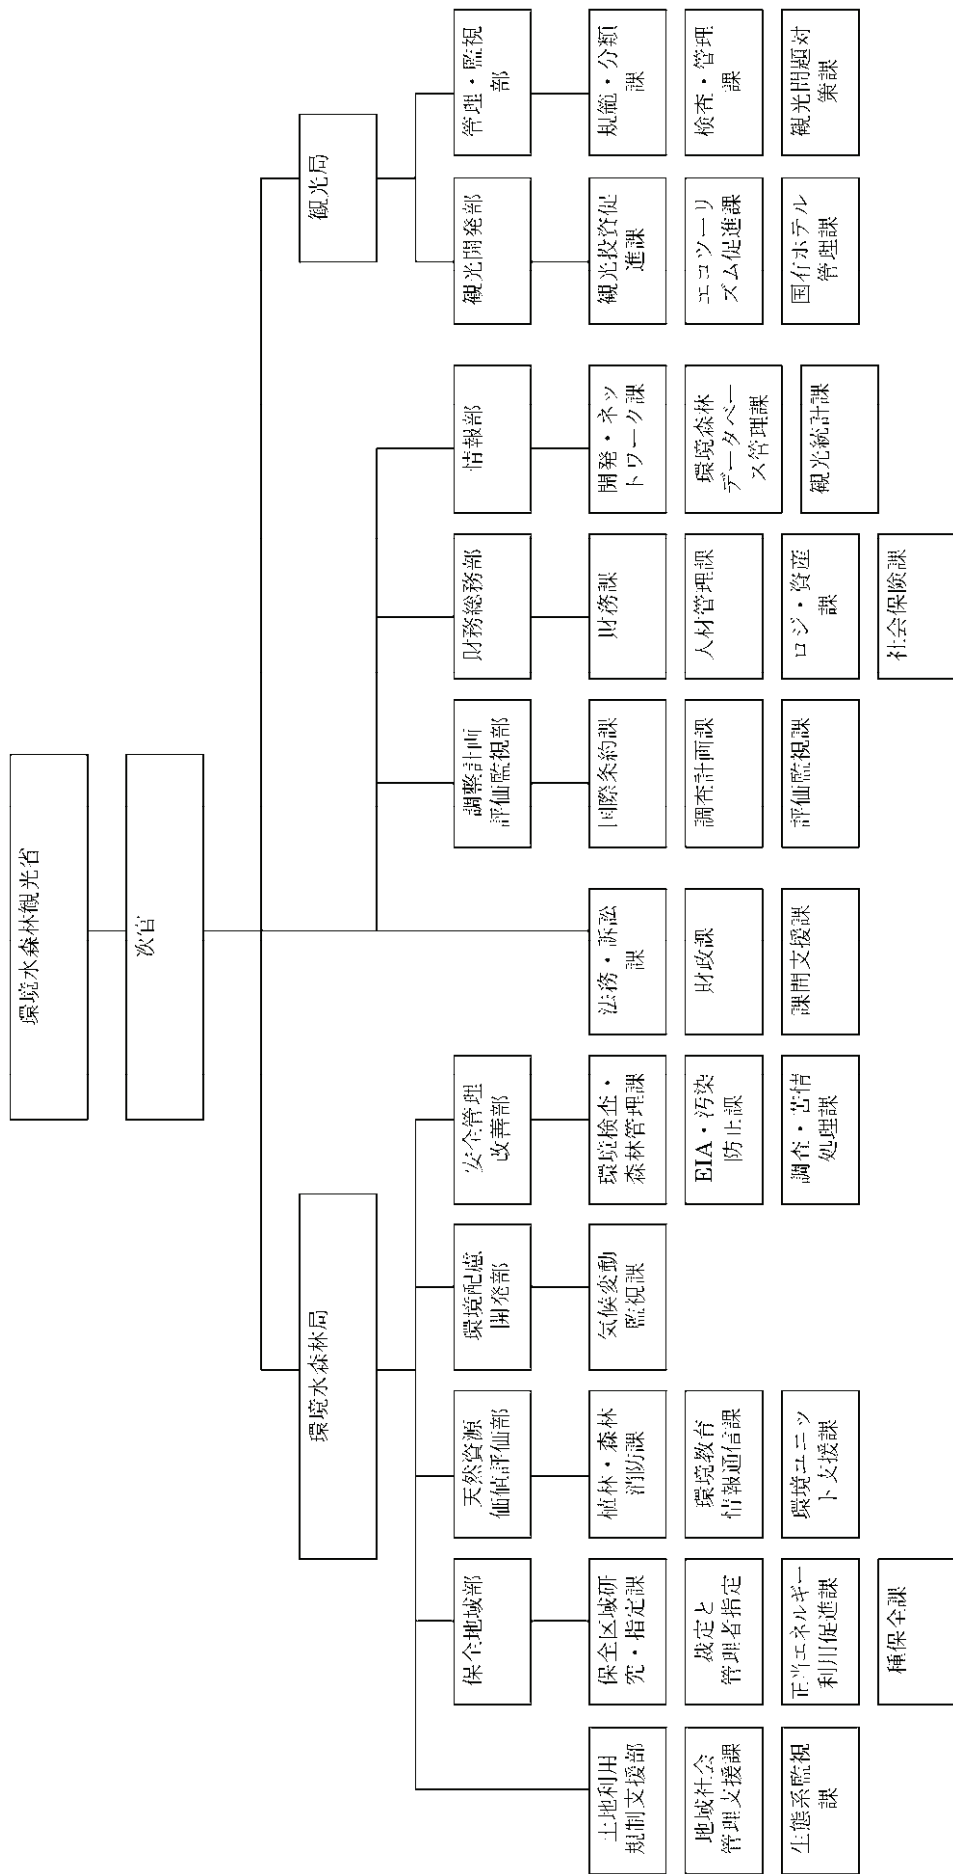 環境水森林観光省
次官
環境水森林局
観光局
保全地域部
天然資源
価値評価部
環境配慮
開発部
安全管理
改善部
調整計画
評価監視部
財務総務部
情報部
観光開発部
管理・監視
部
土地利用
規制支援部
地域社会
管理支援課
生態系監視
課
保全区域研
究・指定課
裁定と
管理者指定
正当エネルギー
利用促進課
種保全課
植林・森林
消防課
環境教育
情報通信課
環境ユニッ
ト支援課
気候変動
監視課
環境検査・
森林管理課
EIA・汚染
防止課
調査・苦情
処理課
法務・訴訟
課
財政課
課間支援課
国際条約課
調査計画課
評価監視課
財務課
人材管理課
ロジ・資産
課
社会保険課
開発・ネッ
トワーク課
環境森林
データベー
ス管理課
観光統計課
観光投資促
進課
エコツーリ
ズム促進課
国有ホテル
管理課
規範・分類
課
検査・管理
課
観光問題対
策課